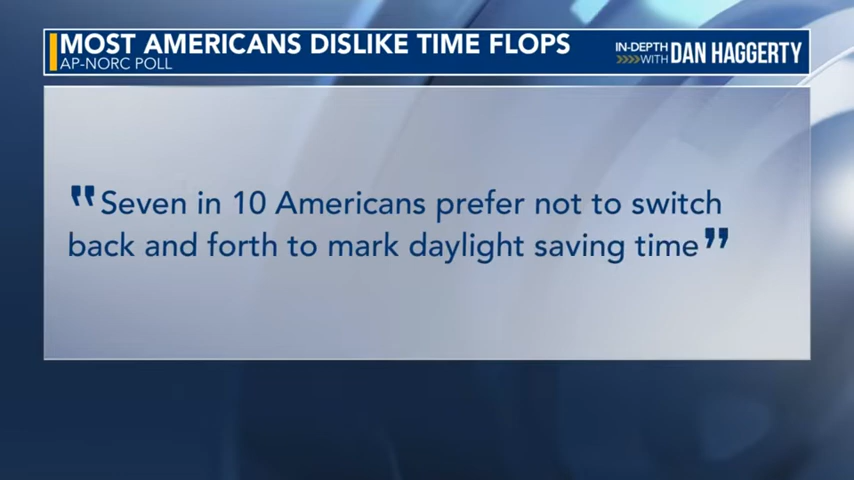 MOST AMERICANS DISLIKE TIME FLOPS
AP-NORC POLL
IN-DEPTH
>>>>WITH DAN HAGGERTY
"Seven in 10 Americans prefer not to switch
back and forth to mark daylight saving time"